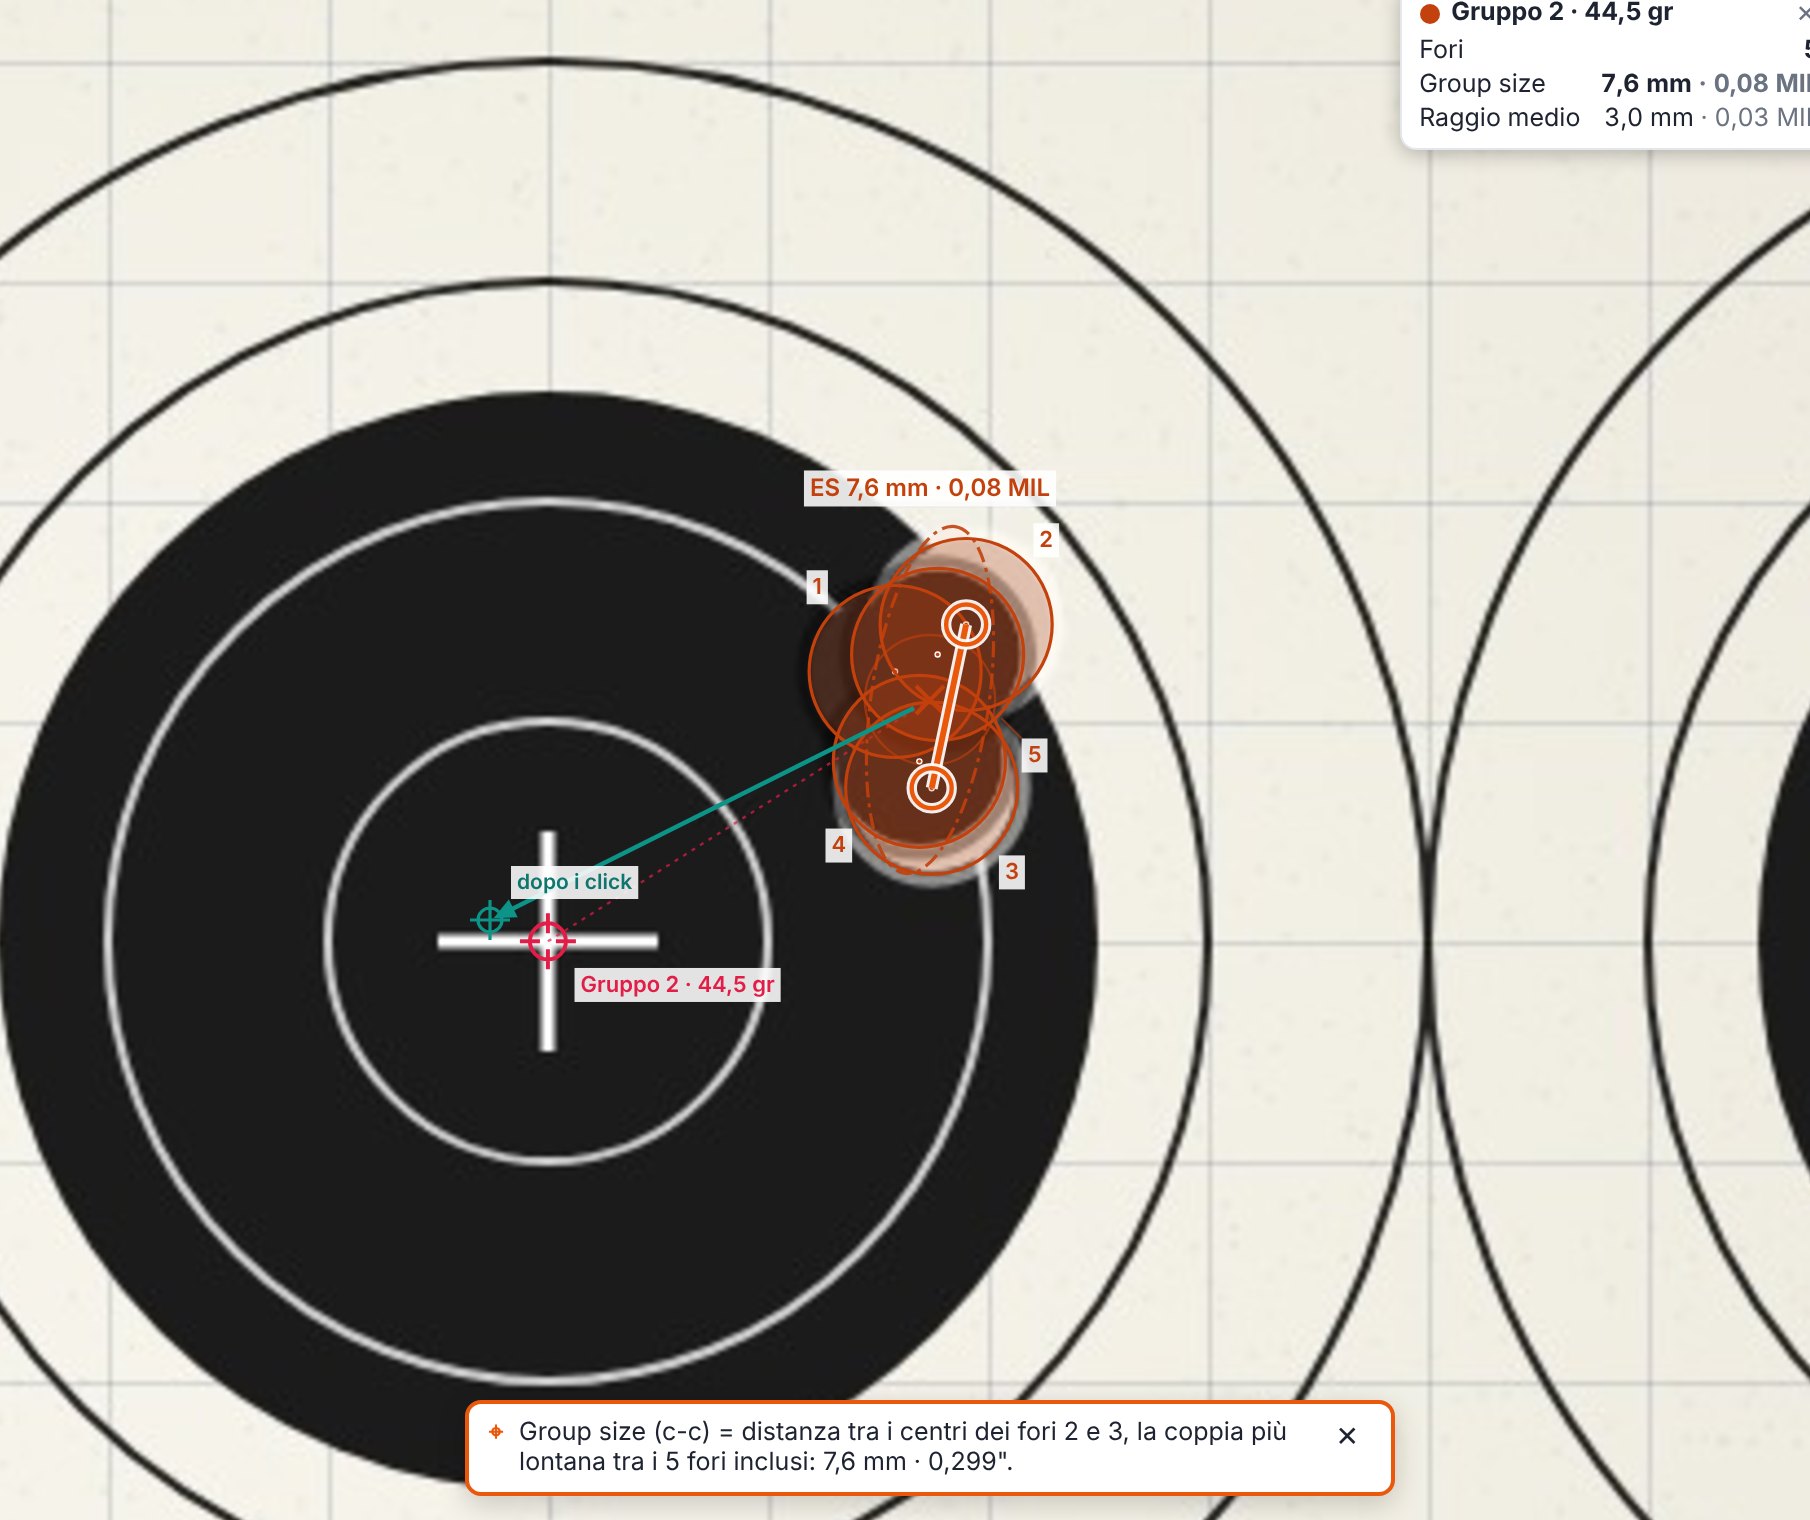 Gruppo 2 · 44,5 gr
Fori
Group size 7,6 mm · 0,08
Raggio medio 3,0 mm · 0,03
ES 7,6 mm · 0,08 MIL
2
1
5
4
3
dopo i click
Gruppo 2 · 44,5 gr
Group size (c-c) = distanza tra i centri dei fori 2 e 3, la coppia più
lontana tra i 5 fori inclusi: 7,6 mm · 0,299".